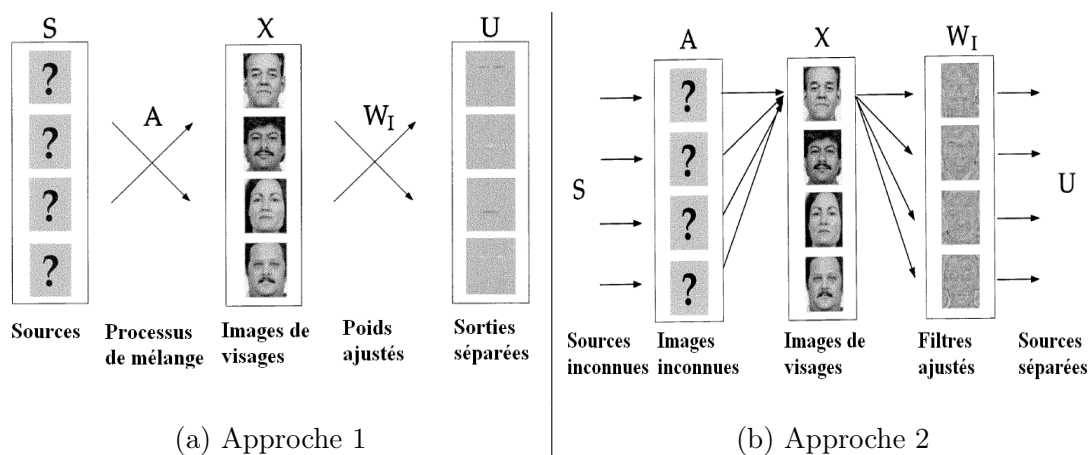 S X U
?
?
?
?
A
W_I
Sources Processus de mélange Images de visages Poids ajustés Sorties séparées
(a) Approche 1
A X W_I
?
?
?
?
S U
Sources inconnues Images inconnues Images de visages Filtres ajustés Sources séparées
(b) Approche 2